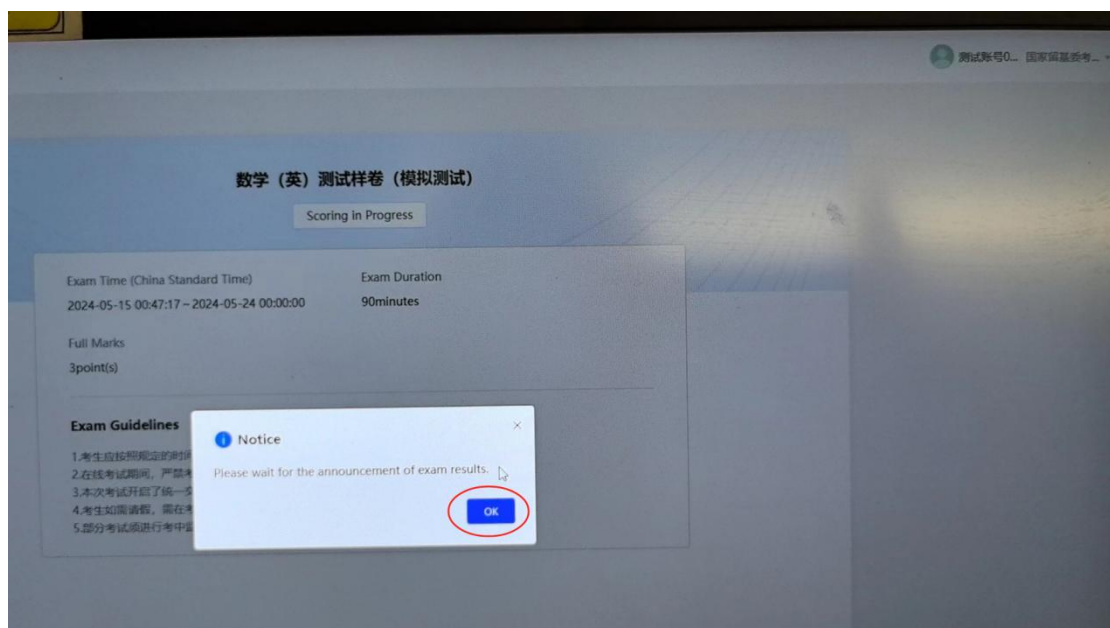 测试账号0... 国家留基委考...
数学（英）测试样卷（模拟测试）
Scoring in Progress
Exam Time (China Standard Time)
Exam Duration
2024-05-15 00:47:17 ~ 2024-05-24 00:00:00
90minutes
Full Marks
3point(s)
Exam Guidelines
1.考生应按照规定的时间
2.在线考试期间，严禁考
3.本次考试开启了统一交
4.考生如需请假，需在考
5.部分考试须进行考中监
Notice
Please wait for the announcement of exam results.
OK